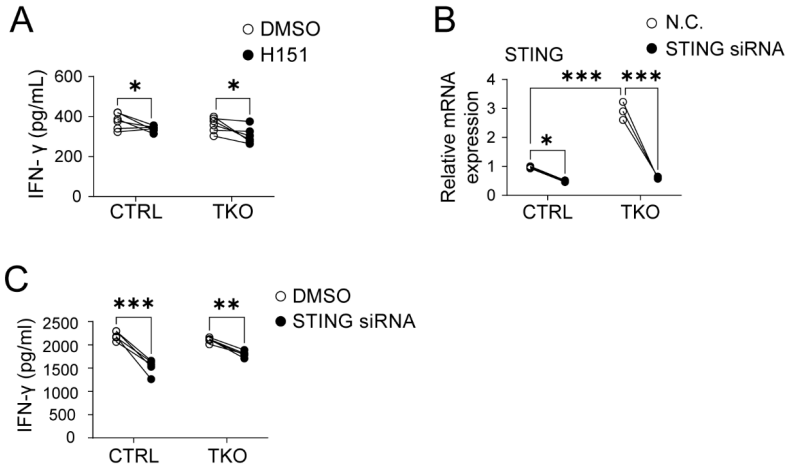 A
DMSO
H151
IFN- γ (pg/mL)
600
400
200
0
*
*
CTRL
TKO
B
N.C.
STING siRNA
STING
Relative mRNA
expression
4
3
2
1
0
***
***
*
CTRL
TKO
C
DMSO
STING siRNA
IFN-γ (pg/ml)
2500
2000
1500
1000
500
0
***
**
CTRL
TKO